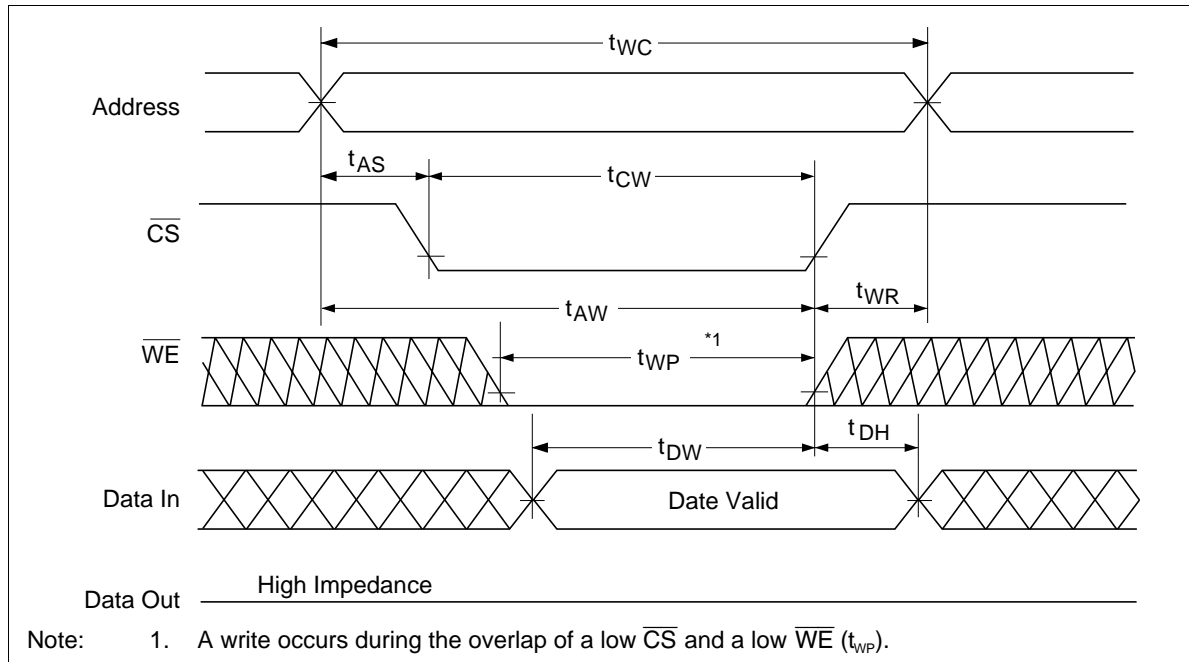 tWC
Address
tAS
tCW
CS
tAW
tWR
WE
tWP *1
tDW
tDH
Data In
Date Valid
High Impedance
Data Out
Note: 1. A write occurs during the overlap of a low CS and a low WE (tWP).